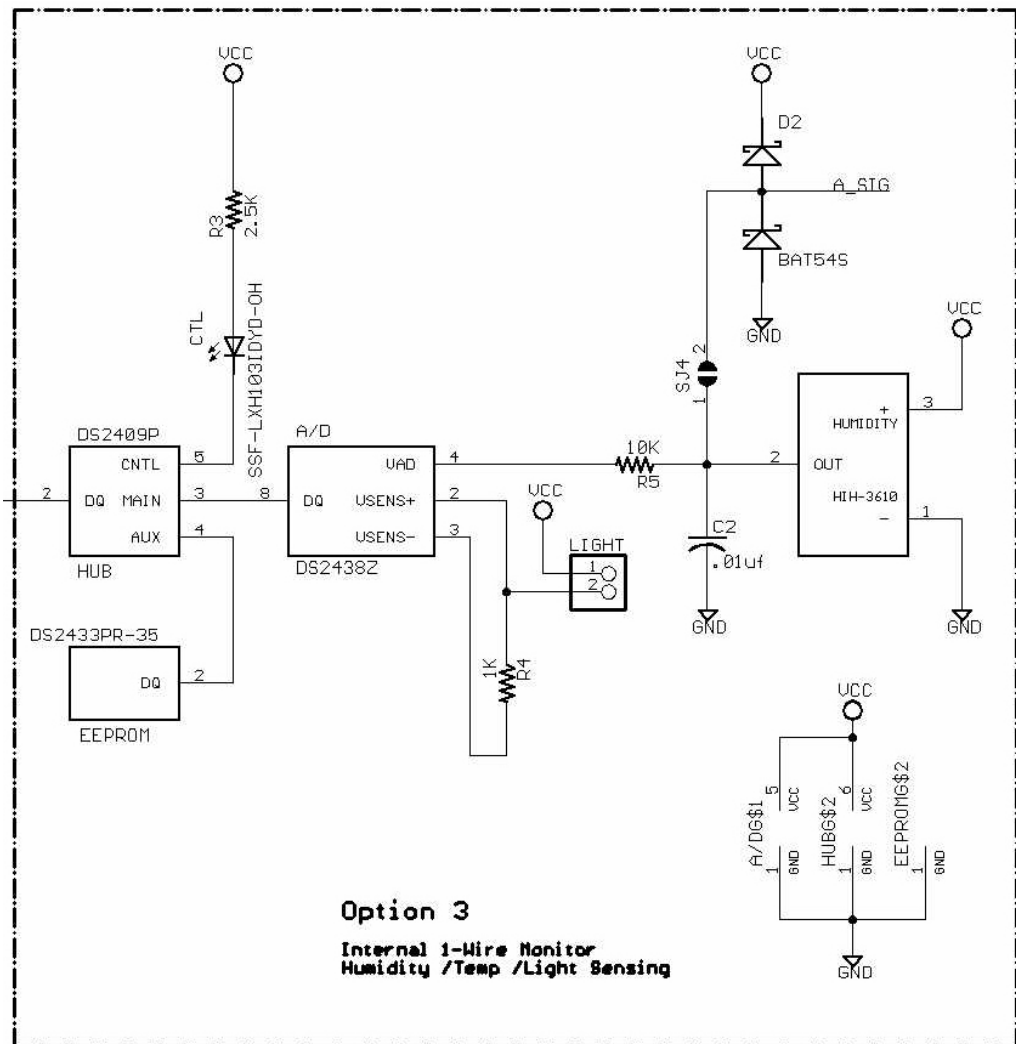 VCC
R3
2.5K
CTL
SSF-LXH103IDYD-OH
DS2409P
CNTL 5
2 DQ MAIN 3
AUX 4
HUB
DS2433PR-35
DQ 2
EEPROM
A/D
VAD 4
8 DQ VSENS+ 2
VSENS- 3
DS2438Z
VCC
LIGHT
1
2
1K
R4
10K
R5
VCC
D2
A_SIG
BAT54S
GND
SJ4
2
1
C2
.01uf
GND
VCC
+ 3
HUMIDITY
2 OUT
HIH-3610
- 1
GND
VCC
A/DG$1
5 VCC
1 GND
HUBG$2
6 VCC
1 GND
EEPROMG$2
1 GND
GND
Option 3
Internal 1-Wire Monitor
Humidity /Temp /Light Sensing